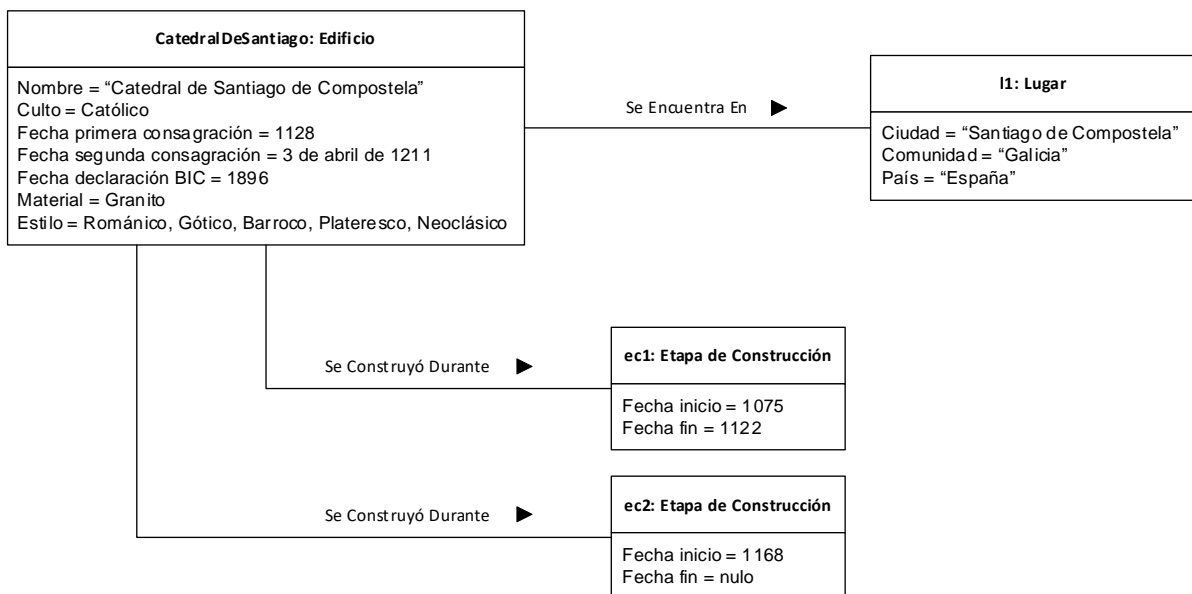 CatedralDeSantiago: Edificio
Nombre = “Catedral de Santiago de Compostela”
Culto = Católico
Fecha primera consagración = 1128
Fecha segunda consagración = 3 de abril de 1211
Fecha declaración BIC = 1896
Material = Granito
Estilo = Románico, Gótico, Barroco, Plateresco, Neoclásico
Se Encuentra En
l1: Lugar
Ciudad = “Santiago de Compostela”
Comunidad = “Galicia”
País = “España”
Se Construyó Durante
ec1: Etapa de Construcción
Fecha inicio = 1075
Fecha fin = 1122
Se Construyó Durante
ec2: Etapa de Construcción
Fecha inicio = 1168
Fecha fin = nulo